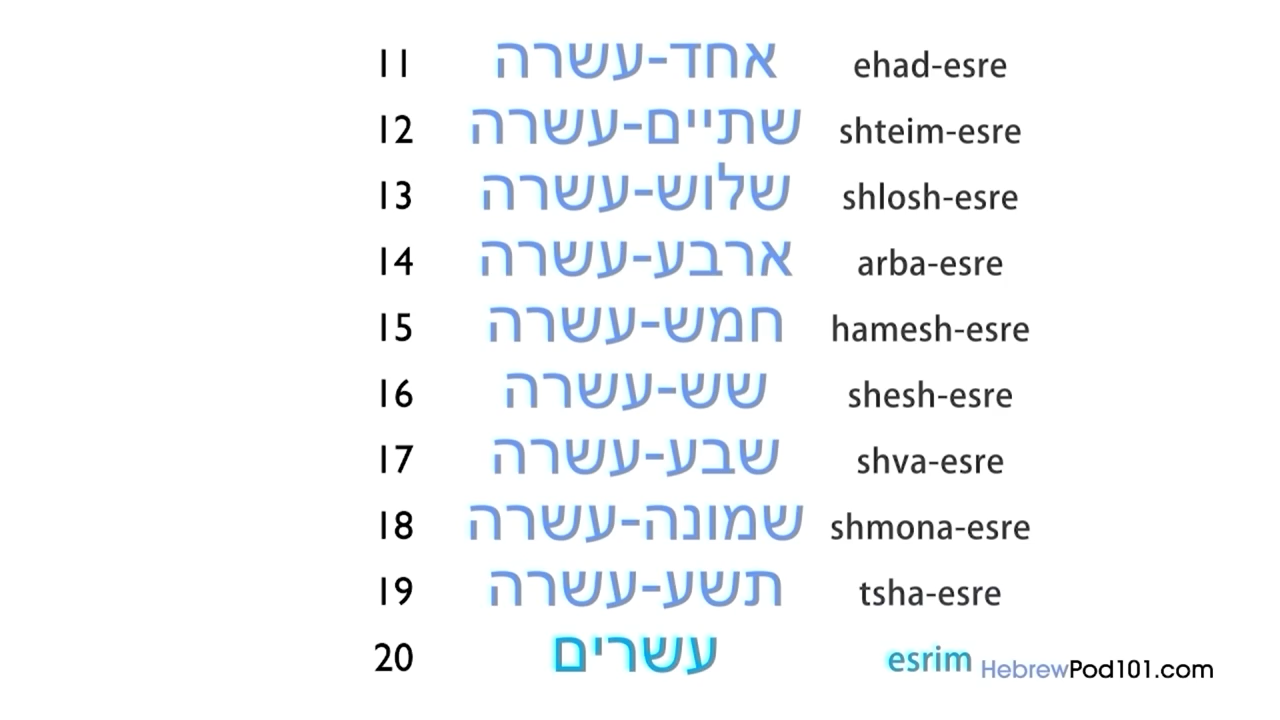 11 אחד-עשרה ehad-esre
12 שתיים-עשרה shteim-esre
13 שלוש-עשרה shlosh-esre
14 ארבע-עשרה arba-esre
15 חמש-עשרה hamesh-esre
16 שש-עשרה shesh-esre
17 שבע-עשרה shva-esre
18 שמונה-עשרה shmona-esre
19 תשע-עשרה tsha-esre
20 עשרים esrim
HebrewPod101.com